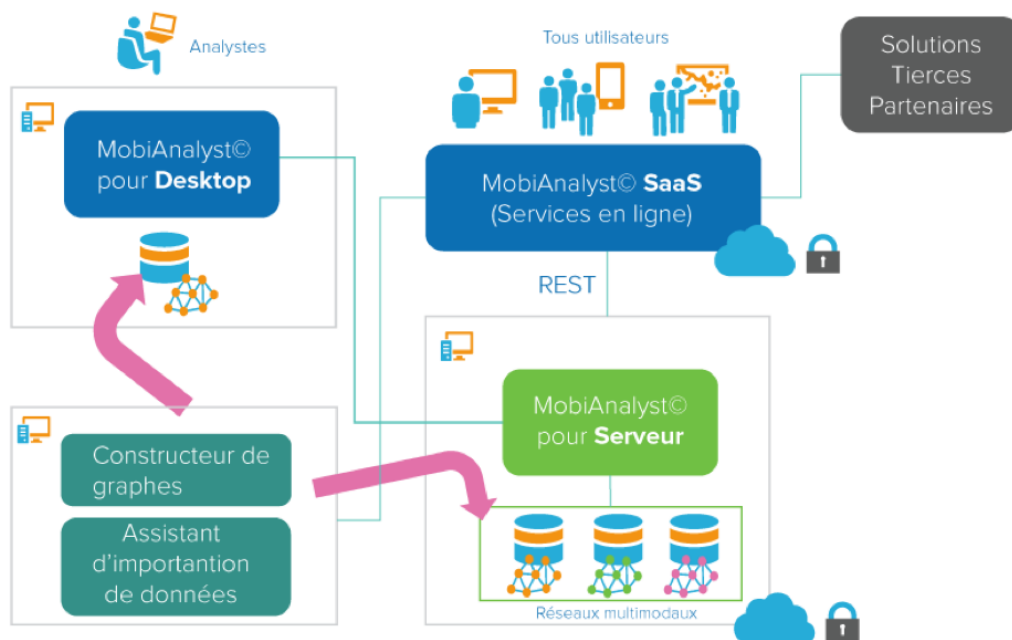 Analystes
Tous utilisateurs
Solutions
Tierces
Partenaires
MobiAnalyst©
pour Desktop
MobiAnalyst© SaaS
(Services en ligne)
REST
MobiAnalyst©
pour Serveur
Constructeur de
graphes
Assistant
d'importantion
de données
Réseaux multimodaux